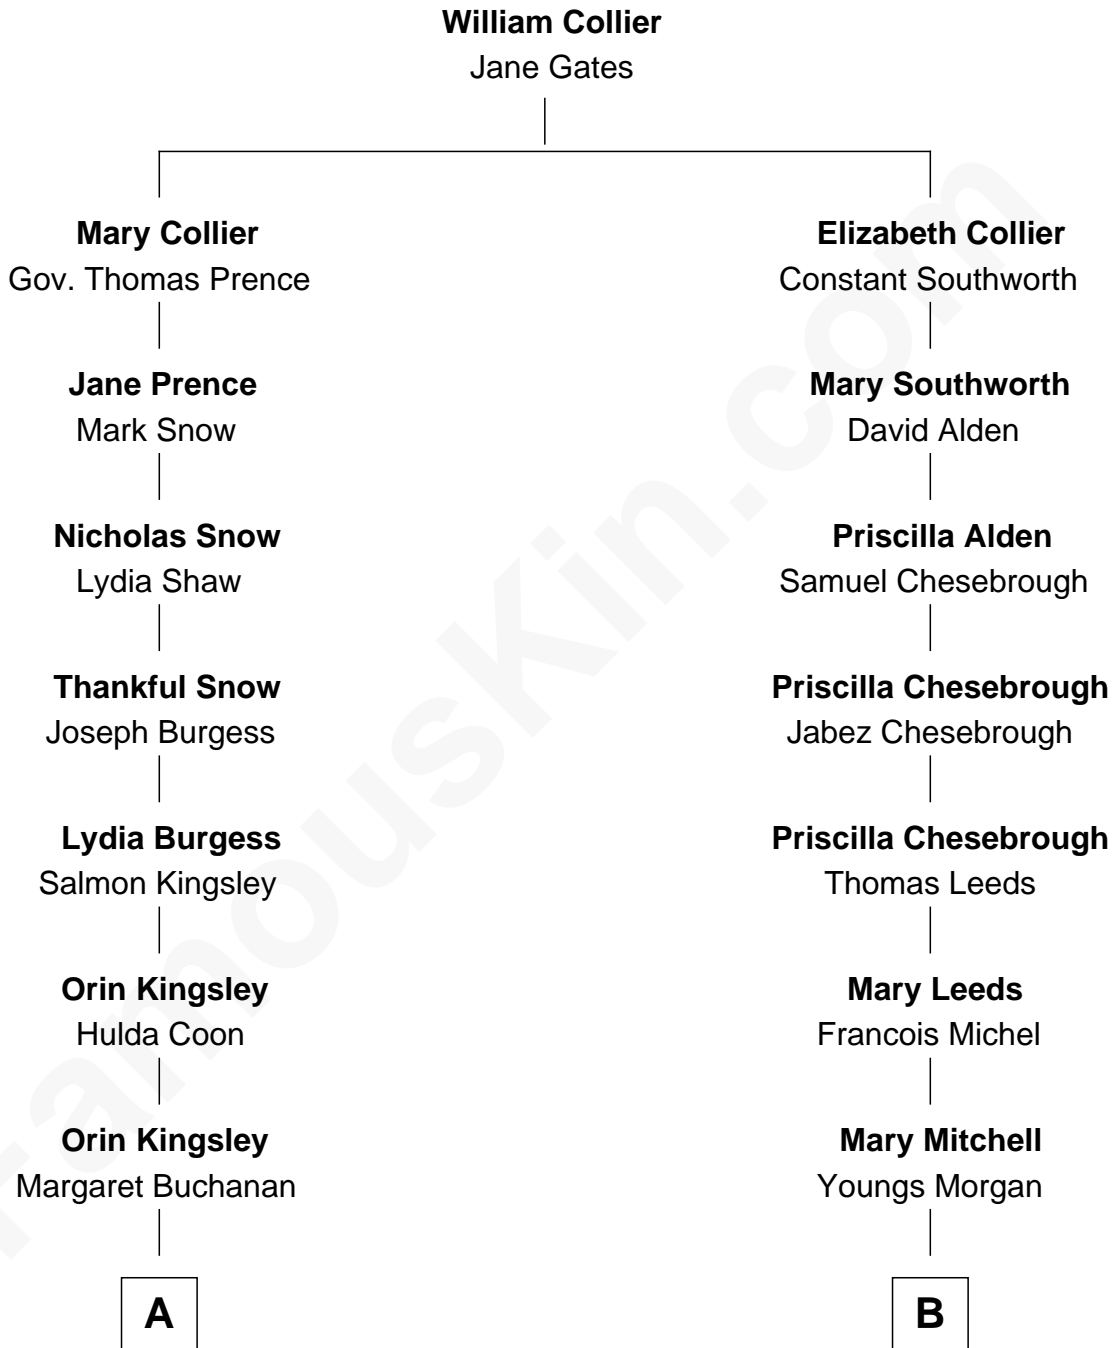 William Collier
Jane Gates
Mary Collier
Gov. Thomas Prence
Elizabeth Collier
Constant Southworth
Jane Prence
Mark Snow
Mary Southworth
David Alden
Nicholas Snow
Lydia Shaw
Priscilla Alden
Samuel Chesebrough
Thankful Snow
Joseph Burgess
Priscilla Chesebrough
Jabez Chesebrough
Lydia Burgess
Salmon Kingsley
Priscilla Chesebrough
Thomas Leeds
Orin Kingsley
Hulda Coon
Mary Leeds
Francois Michel
Orin Kingsley
Margaret Buchanan
Mary Mitchell
Youngs Morgan
A
B
FamousKin.com